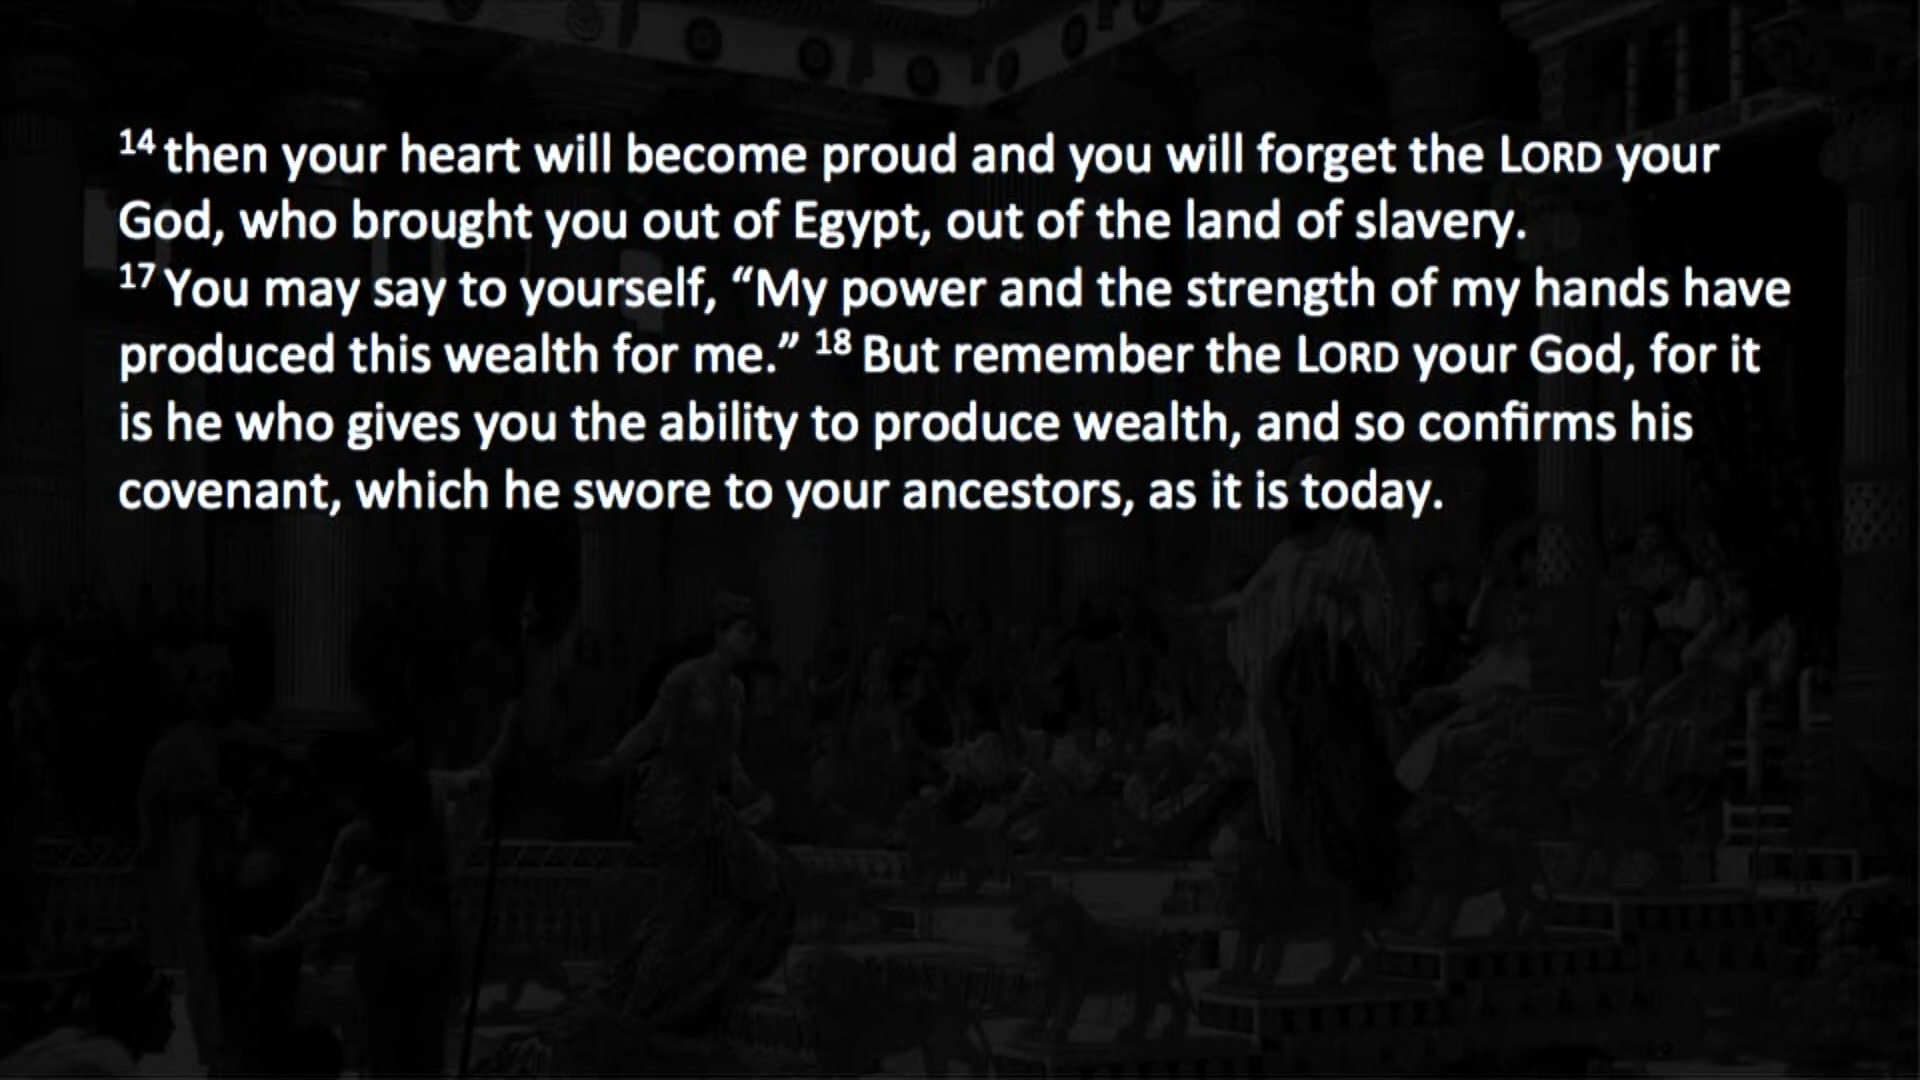 14 then your heart will become proud and you will forget the LORD your
God, who brought you out of Egypt, out of the land of slavery.
17 You may say to yourself, “My power and the strength of my hands have
produced this wealth for me.” 18 But remember the LORD your God, for it
is he who gives you the ability to produce wealth, and so confirms his
covenant, which he swore to your ancestors, as it is today.